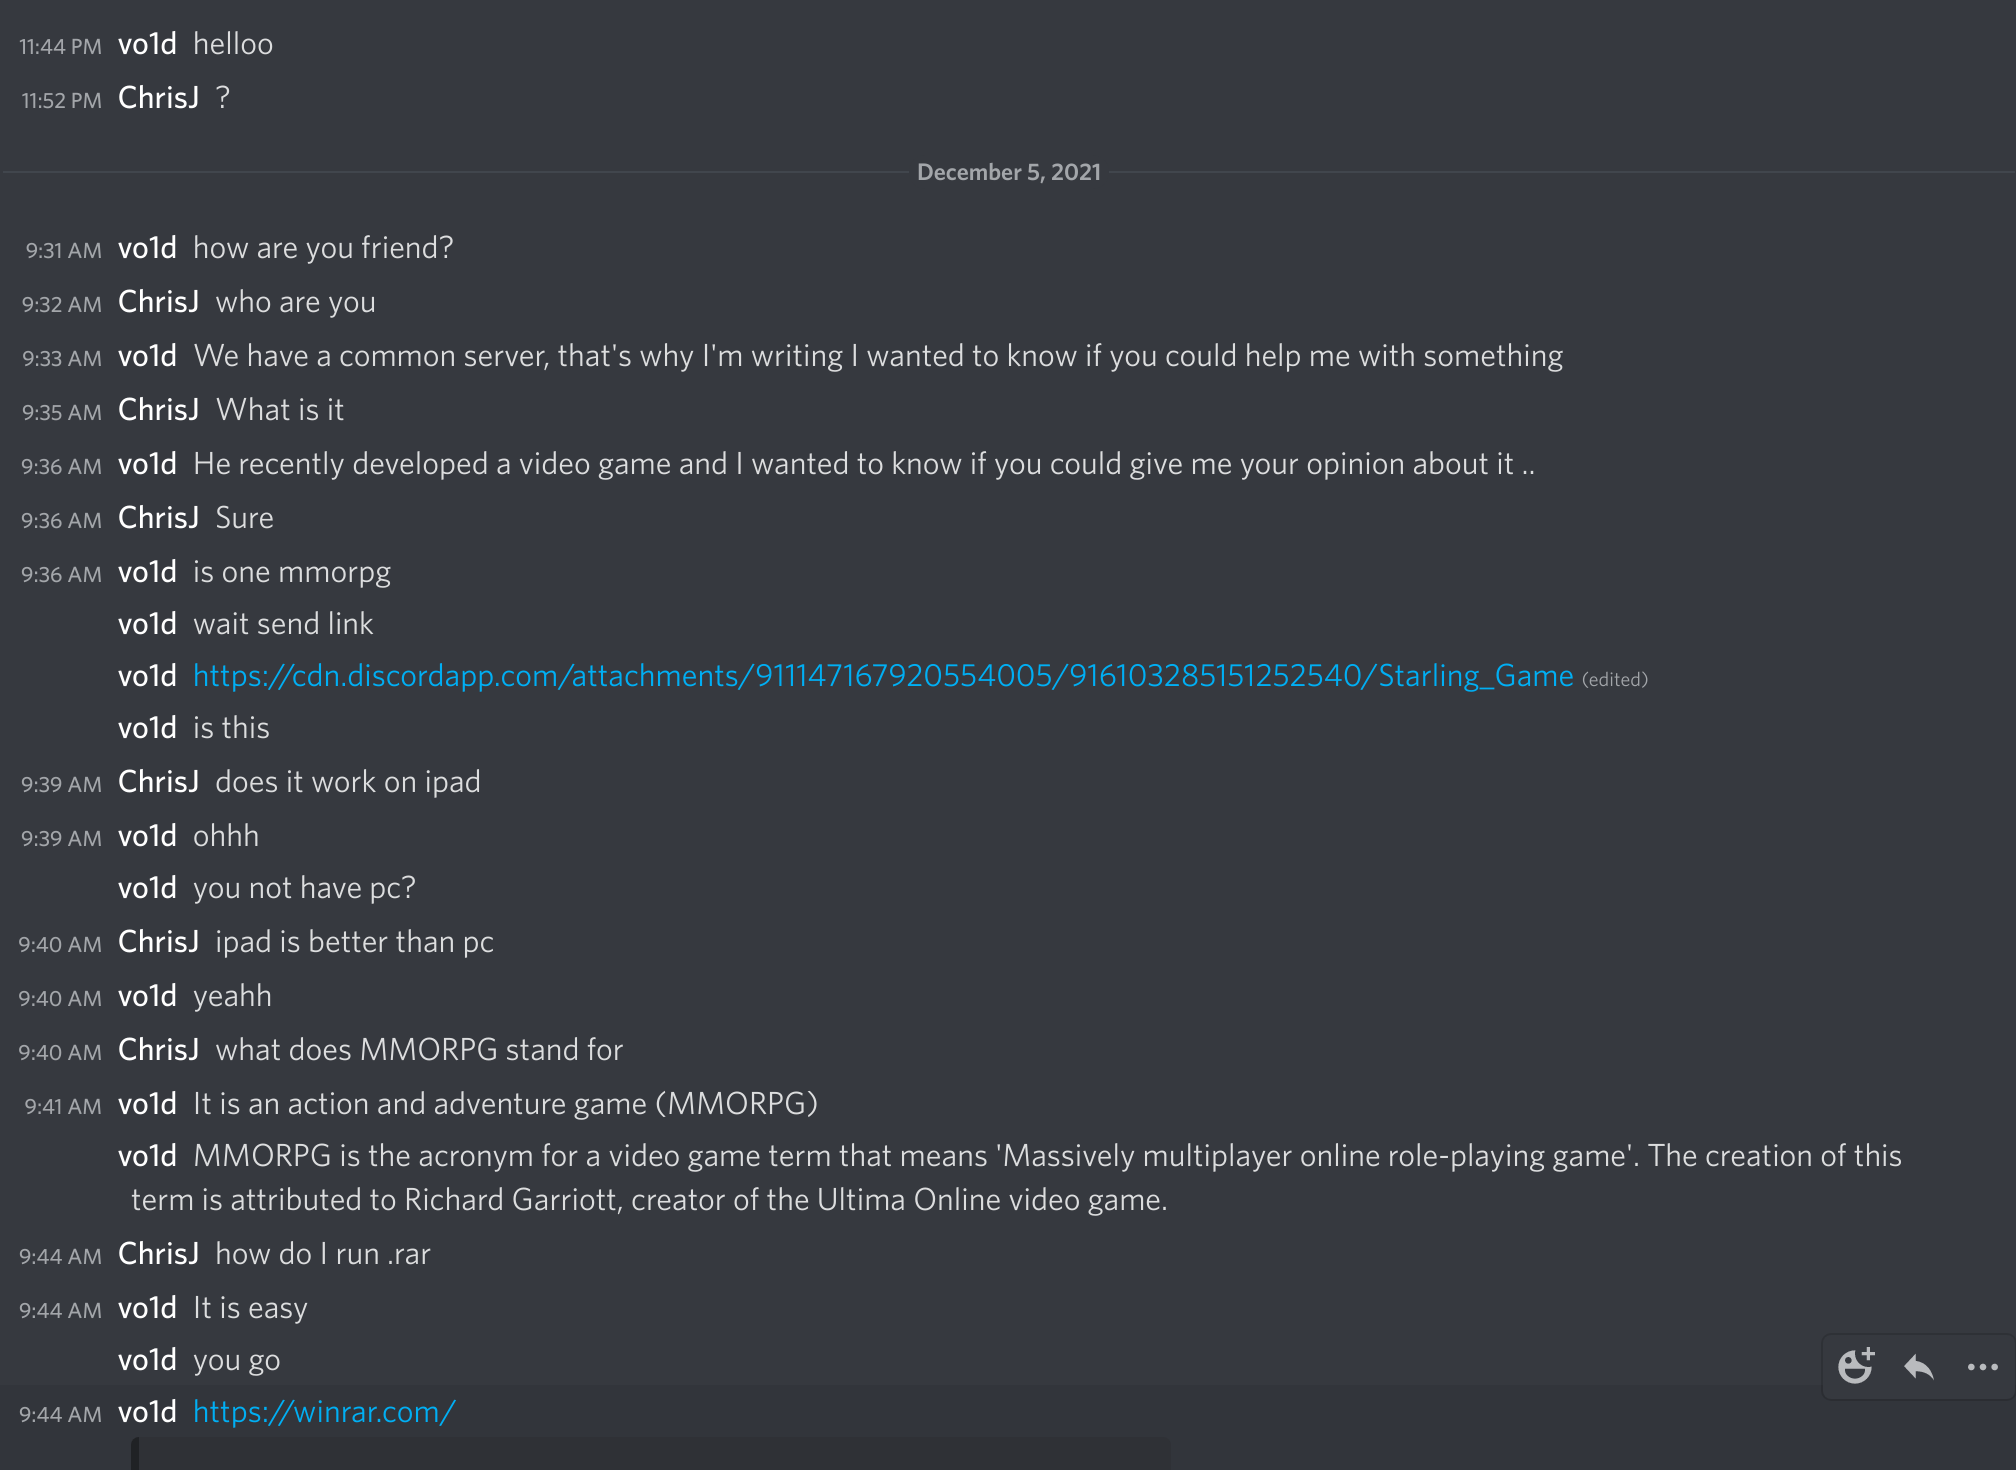 11:44 PM vo1d helloo
11:52 PM ChrisJ ?
December 5, 2021
9:31 AM vo1d how are you friend?
9:32 AM ChrisJ who are you
9:33 AM vo1d We have a common server, that's why I'm writing I wanted to know if you could help me with something
9:35 AM ChrisJ What is it
9:36 AM vo1d He recently developed a video game and I wanted to know if you could give me your opinion about it ..
9:36 AM ChrisJ Sure
9:36 AM vo1d is one mmorpg
vo1d wait send link
vo1d https://cdn.discordapp.com/attachments/911147167920554005/916103285151252540/Starling_Game (edited)
vo1d is this
9:39 AM ChrisJ does it work on ipad
9:39 AM vo1d ohhh
vo1d you not have pc?
9:40 AM ChrisJ ipad is better than pc
9:40 AM vo1d yeahh
9:40 AM ChrisJ what does MMORPG stand for
9:41 AM vo1d It is an action and adventure game (MMORPG)
vo1d MMORPG is the acronym for a video game term that means 'Massively multiplayer online role-playing game'. The creation of this
term is attributed to Richard Garriott, creator of the Ultima Online video game.
9:44 AM ChrisJ how do I run .rar
9:44 AM vo1d It is easy
vo1d you go
9:44 AM vo1d https://winrar.com/